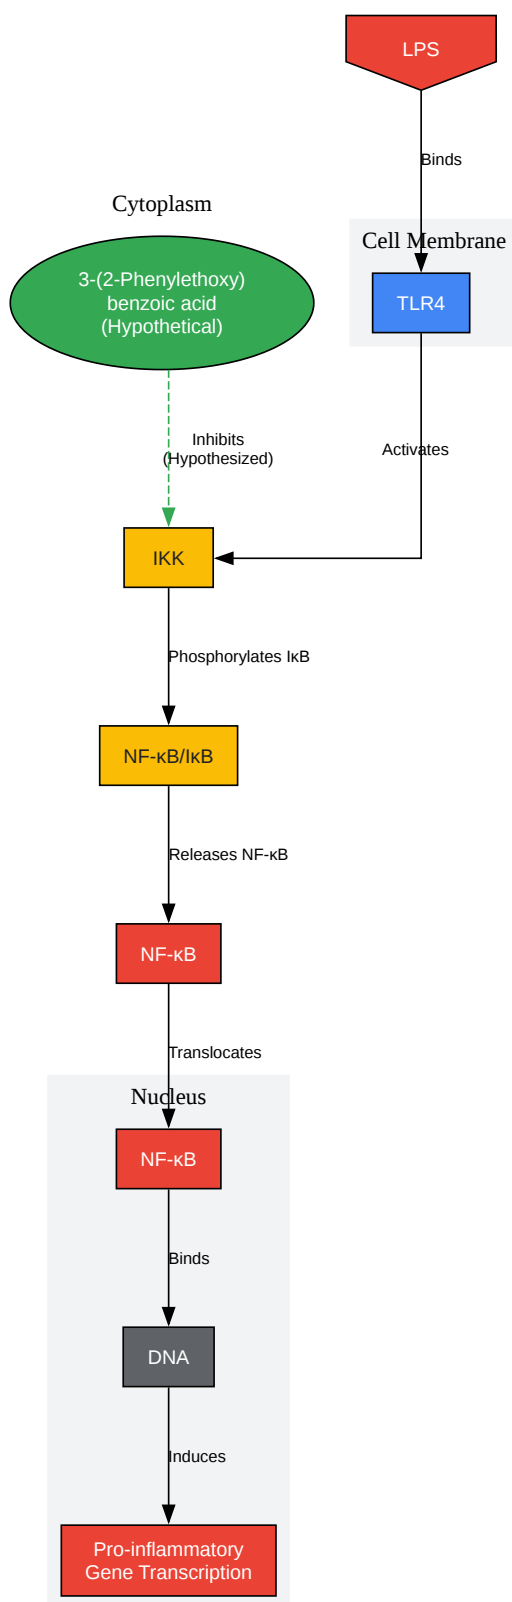 LPS
Binds
Cytoplasm
Cell Membrane
3-(2-Phenylethoxy)
benzoic acid
(Hypothetical)
TLR4
Inhibits
(Hypothesized)
Activates
IKK
Phosphorylates IκB
NF-κB/IκB
Releases NF-κB
NF-κB
Translocates
Nucleus
NF-κB
Binds
DNA
Induces
Pro-inflammatory
Gene Transcription